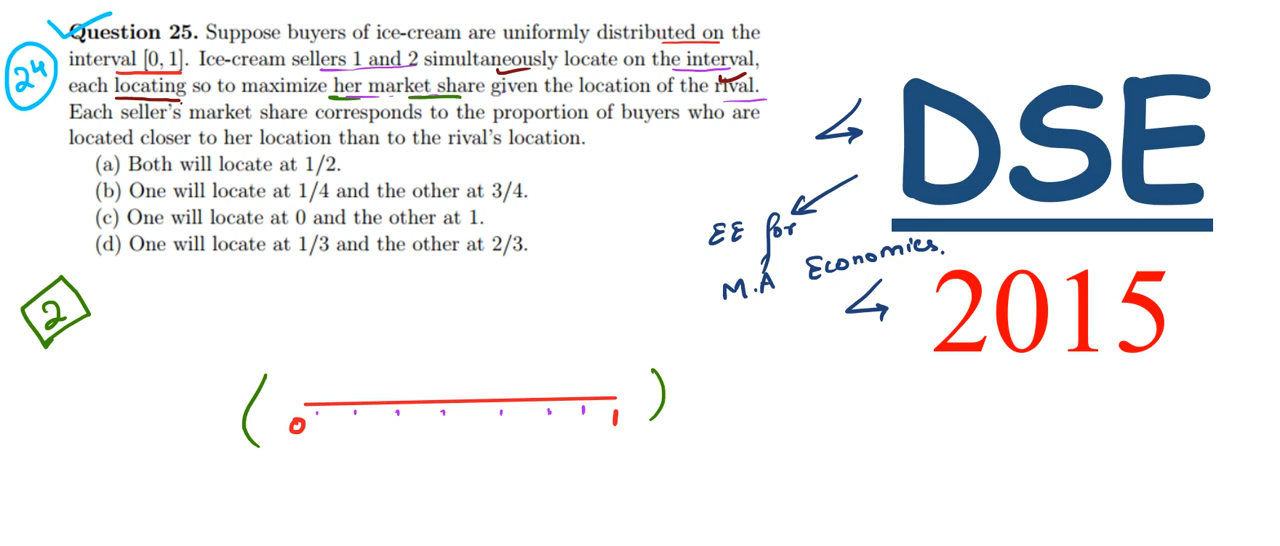 Question 25. Suppose buyers of ice-cream are uniformly distributed on the
interval [0, 1]. Ice-cream sellers 1 and 2 simultaneously locate on the interval,
each locating so to maximize her market share given the location of the rival.
Each seller's market share corresponds to the proportion of buyers who are
located closer to her location than to the rival's location.
(a) Both will locate at 1/2.
(b) One will locate at 1/4 and the other at 3/4.
(c) One will locate at 0 and the other at 1.
(d) One will locate at 1/3 and the other at 2/3.
24
DSE
EE for
M.A Economics.
2015
2
( 0 1 )